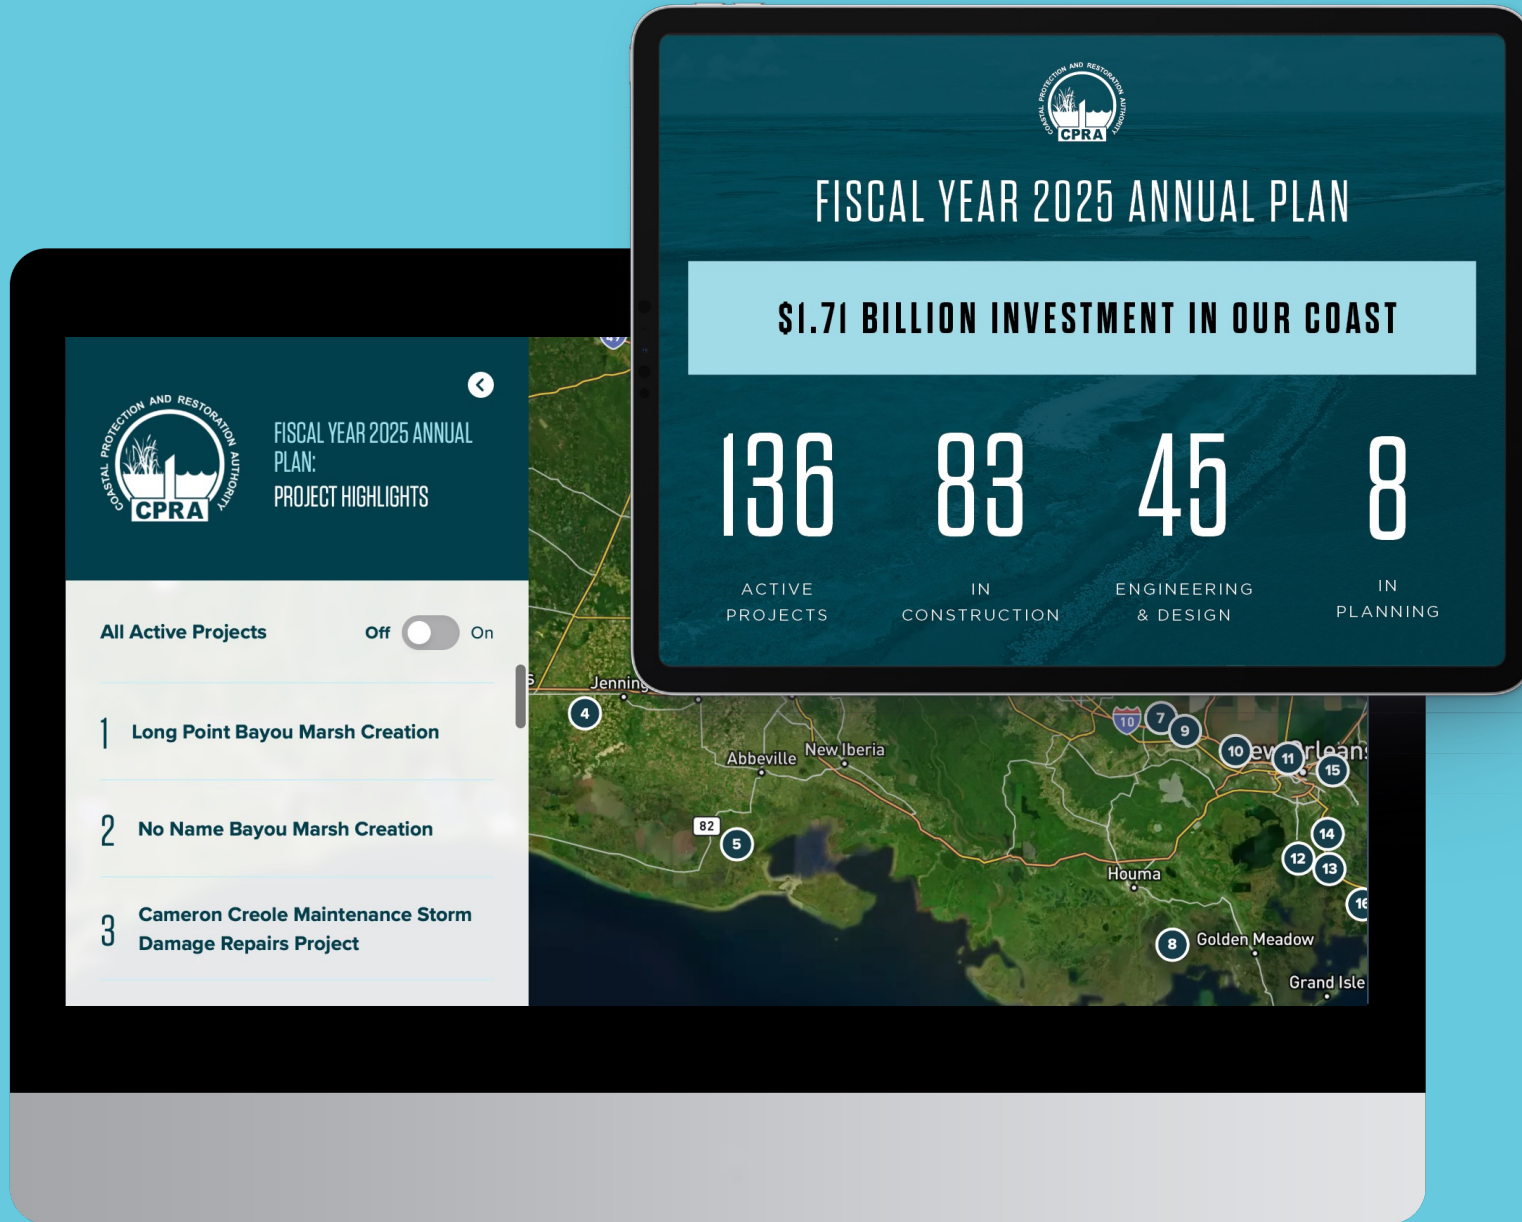 COASTAL PROTECTION AND RESTORATION AUTHORITY
CPRA
FISCAL YEAR 2025 ANNUAL PLAN
$1.71 BILLION INVESTMENT IN OUR COAST
136
ACTIVE
PROJECTS
83
IN
CONSTRUCTION
45
ENGINEERING
& DESIGN
8
IN
PLANNING
COASTAL PROTECTION AND RESTORATION AUTHORITY
CPRA
FISCAL YEAR 2025 ANNUAL
PLAN:
PROJECT HIGHLIGHTS
All Active Projects Off On
1 Long Point Bayou Marsh Creation
2 No Name Bayou Marsh Creation
3 Cameron Creole Maintenance Storm
Damage Repairs Project
Jenning
4
10
7
9
10
11
15
Abbeville
New Iberia
82
5
14
12
13
Houma
16
8
Golden Meadow
Grand Isle